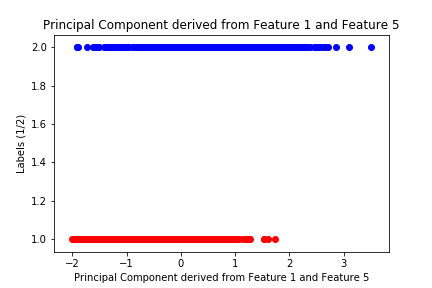 Principal Component derived from Feature 1 and Feature 5
2.0
1.8
1.6
1.4
1.2
1.0
Labels (1/2)
−2 −1 0 1 2 3
Principal Component derived from Feature 1 and Feature 5